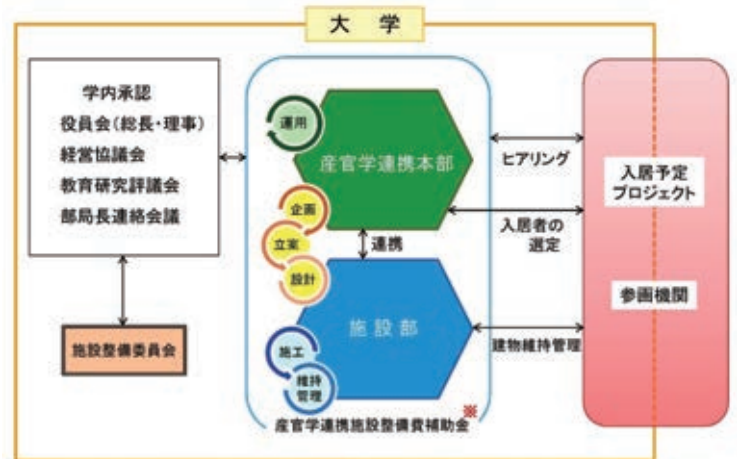 大 学
学内承認
役員会（総長・理事）
経営協議会
教育研究評議会
部局長連絡会議
施設整備委員会
運用
産官学連携本部
企画
立案
設計
連携
施設部
施工
維持
管理
産官学連携施設整備費補助金※
ヒアリング
入居者の
選定
建物維持管理
入居予定
プロジェクト
参画機関